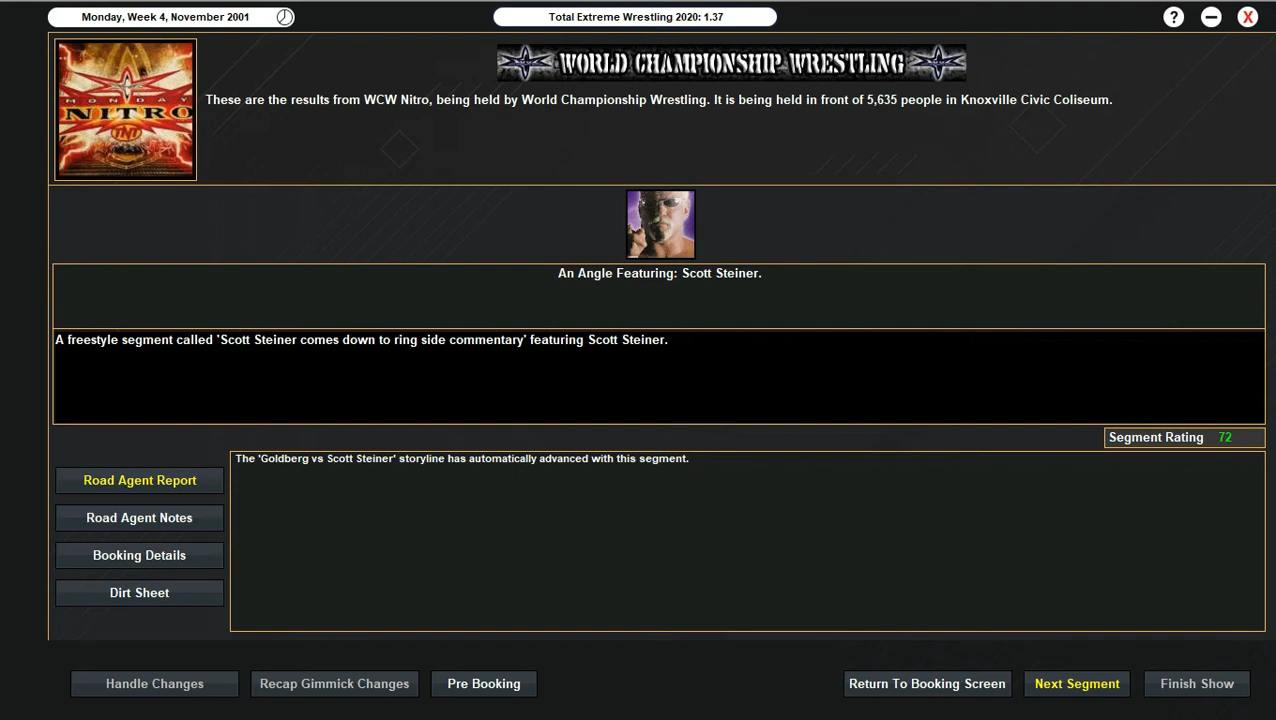 Monday, Week 4, November 2001
Total Extreme Wrestling 2020: 1.37
?
X
MONDAY
NITRO
TNT
WORLD CHAMPIONSHIP WRESTLING
These are the results from WCW Nitro, being held by World Championship Wrestling. It is being held in front of 5,635 people in Knoxville Civic Coliseum.
An Angle Featuring: Scott Steiner.
A freestyle segment called 'Scott Steiner comes down to ring side commentary' featuring Scott Steiner.
Segment Rating 72
Road Agent Report
Road Agent Notes
Booking Details
Dirt Sheet
The 'Goldberg vs Scott Steiner' storyline has automatically advanced with this segment.
Handle Changes
Recap Gimmick Changes
Pre Booking
Return To Booking Screen
Next Segment
Finish Show